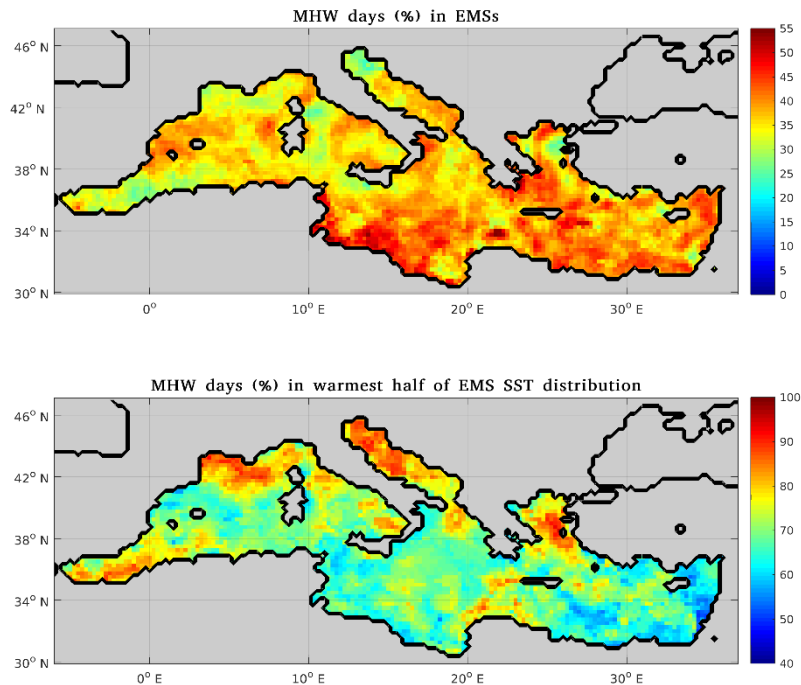 MHW days (%) in EMSs
46° N
42° N
38° N
34° N
30° N
0°
10° E
20° E
30° E
55
50
45
40
35
30
25
20
15
10
5
0
MHW days (%) in warmest half of EMS SST distribution
46° N
42° N
38° N
34° N
30° N
0°
10° E
20° E
30° E
100
90
80
70
60
50
40